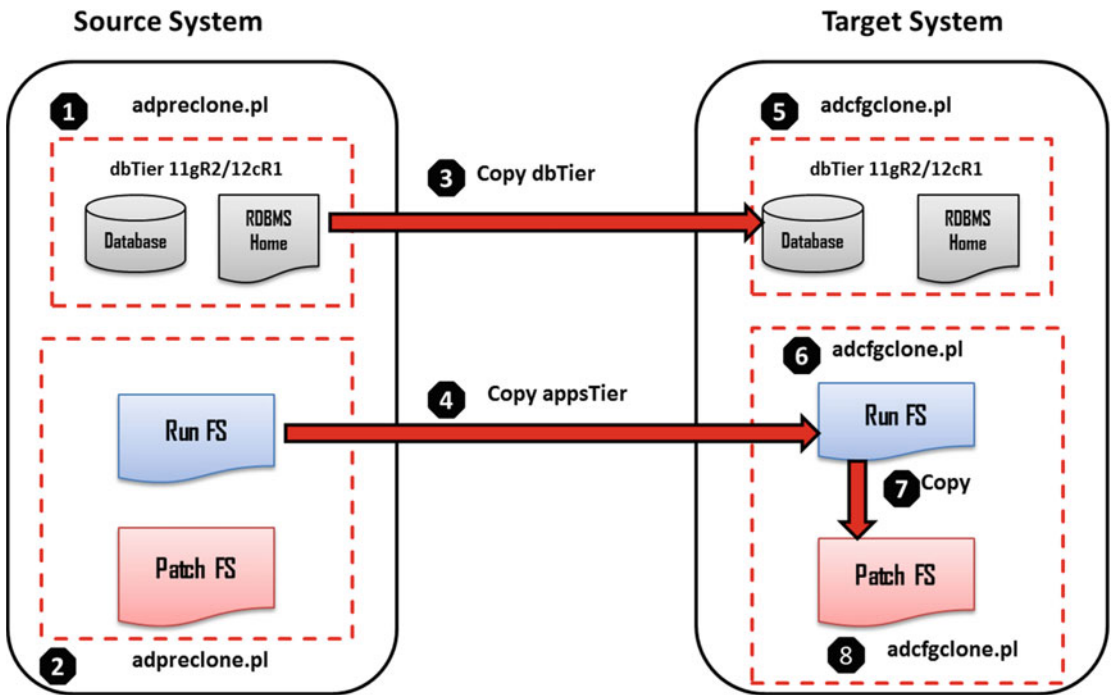 Source System
Target System
1
adpreclone.pl
dbTier 11gR2/12cR1
Database
RDBMS
Home
3
Copy dbTier
5
adcfgclone.pl
dbTier 11gR2/12cR1
Database
RDBMS
Home
Run FS
Patch FS
2
adpreclone.pl
4
Copy appsTier
6
adcfgclone.pl
Run FS
7
Copy
Patch FS
8
adcfgclone.pl